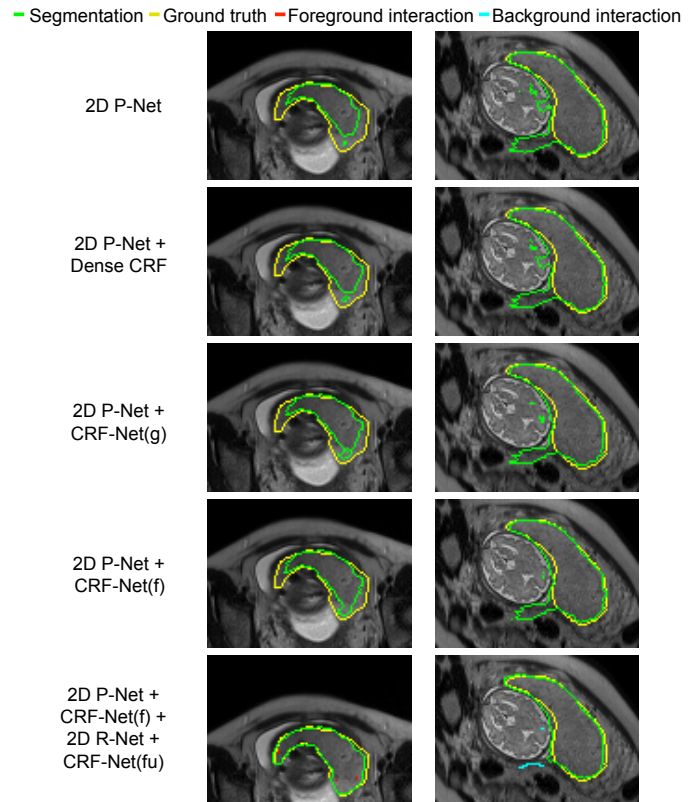 Segmentation Ground truth Foreground interaction Background interaction
2D P-Net
2D P-Net +
Dense CRF
2D P-Net +
CRF-Net(g)
2D P-Net +
CRF-Net(f)
2D P-Net +
CRF-Net(f) +
2D R-Net +
CRF-Net(fu)